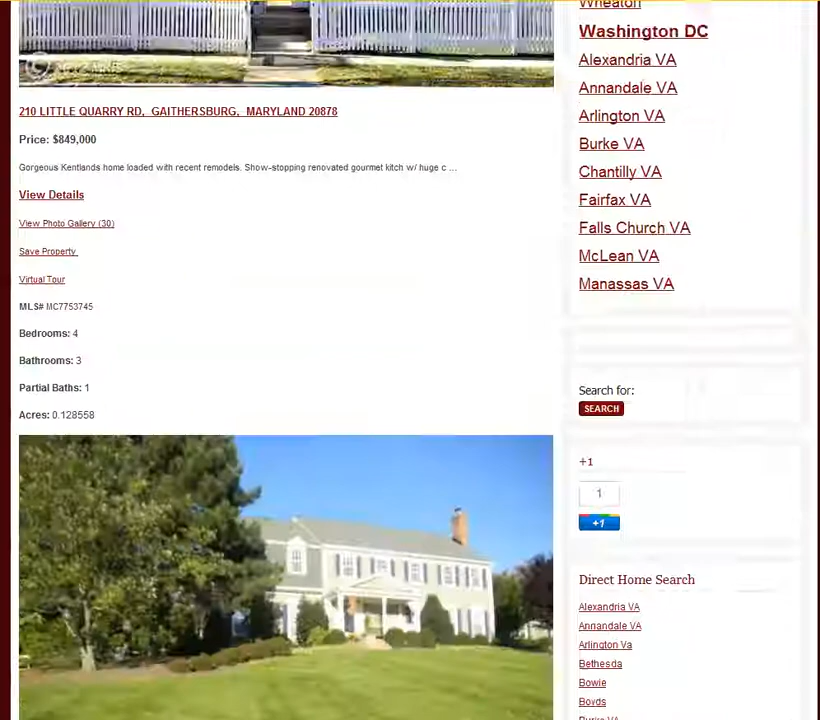 210 LITTLE QUARRY RD, GAITHERSBURG, MARYLAND 20878
Price: $849,000
Gorgeous Kentlands home loaded with recent remodels. Show-stopping renovated gourmet kitch w/ huge c ...
View Details
View Photo Gallery (30)
Save Property
Virtual Tour
MLS# MC7753745
Bedrooms: 4
Bathrooms: 3
Partial Baths: 1
Acres: 0.128558
Wheaton
Washington DC
Alexandria VA
Annandale VA
Arlington VA
Burke VA
Chantilly VA
Fairfax VA
Falls Church VA
McLean VA
Manassas VA
Search for:
SEARCH
+1
1
+1
Direct Home Search
Alexandria VA
Annandale VA
Arlington Va
Bethesda
Bowie
Boyds